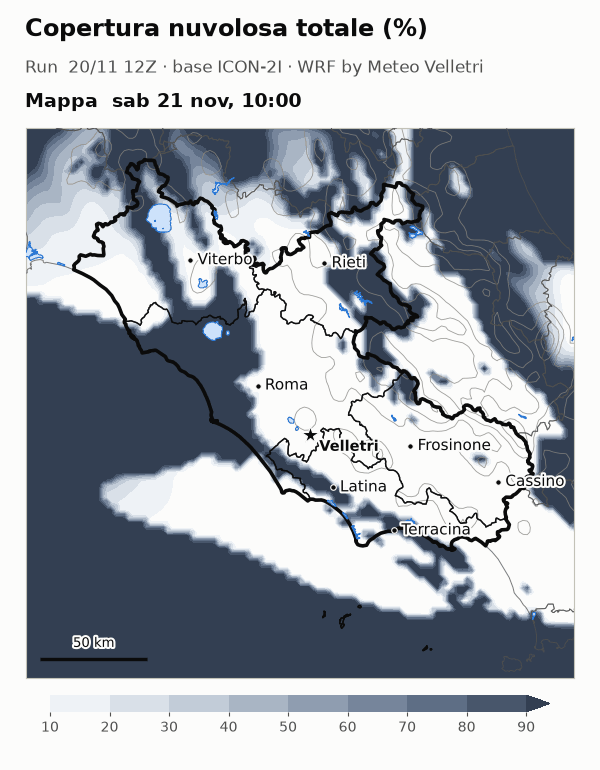 Copertura nuvolosa totale (%)
Run  20/11 12Z · base ICON-2I · WRF by Meteo Velletri
Mappa  sab 21 nov, 10:00
Viterbo
Rieti
Roma
Velletri
Frosinone
Cassino
Latina
Terracina
50 km
10 20 30 40 50 60 70 80 90